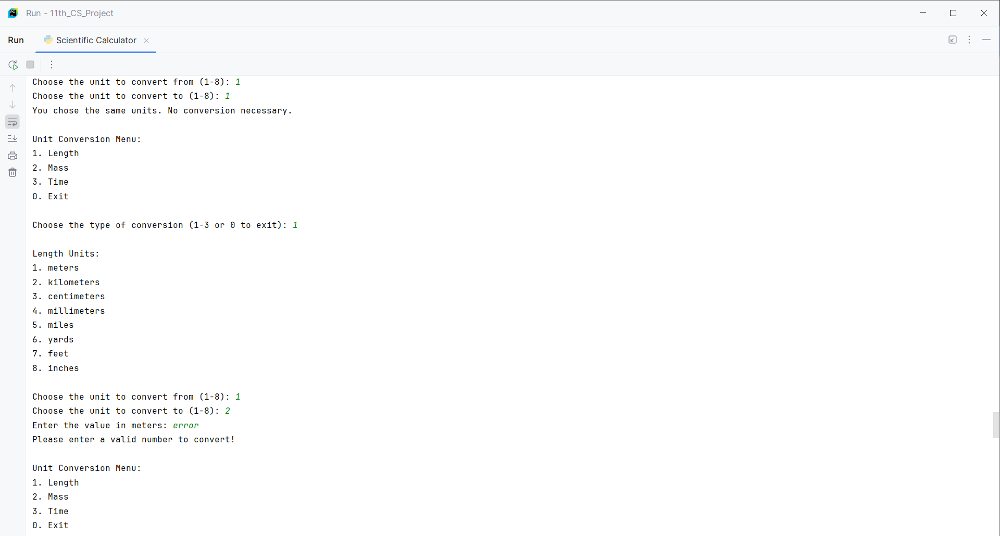 Run - 11th_CS_Project
Run
Scientific Calculator
Choose the unit to convert from (1-8): 1
Choose the unit to convert to (1-8): 1
You chose the same units. No conversion necessary.
Unit Conversion Menu:
1. Length
2. Mass
3. Time
0. Exit
Choose the type of conversion (1-3 or 0 to exit): 1
Length Units:
1. meters
2. kilometers
3. centimeters
4. millimeters
5. miles
6. yards
7. feet
8. inches
Choose the unit to convert from (1-8): 1
Choose the unit to convert to (1-8): 2
Enter the value in meters: error
Please enter a valid number to convert!
Unit Conversion Menu:
1. Length
2. Mass
3. Time
0. Exit